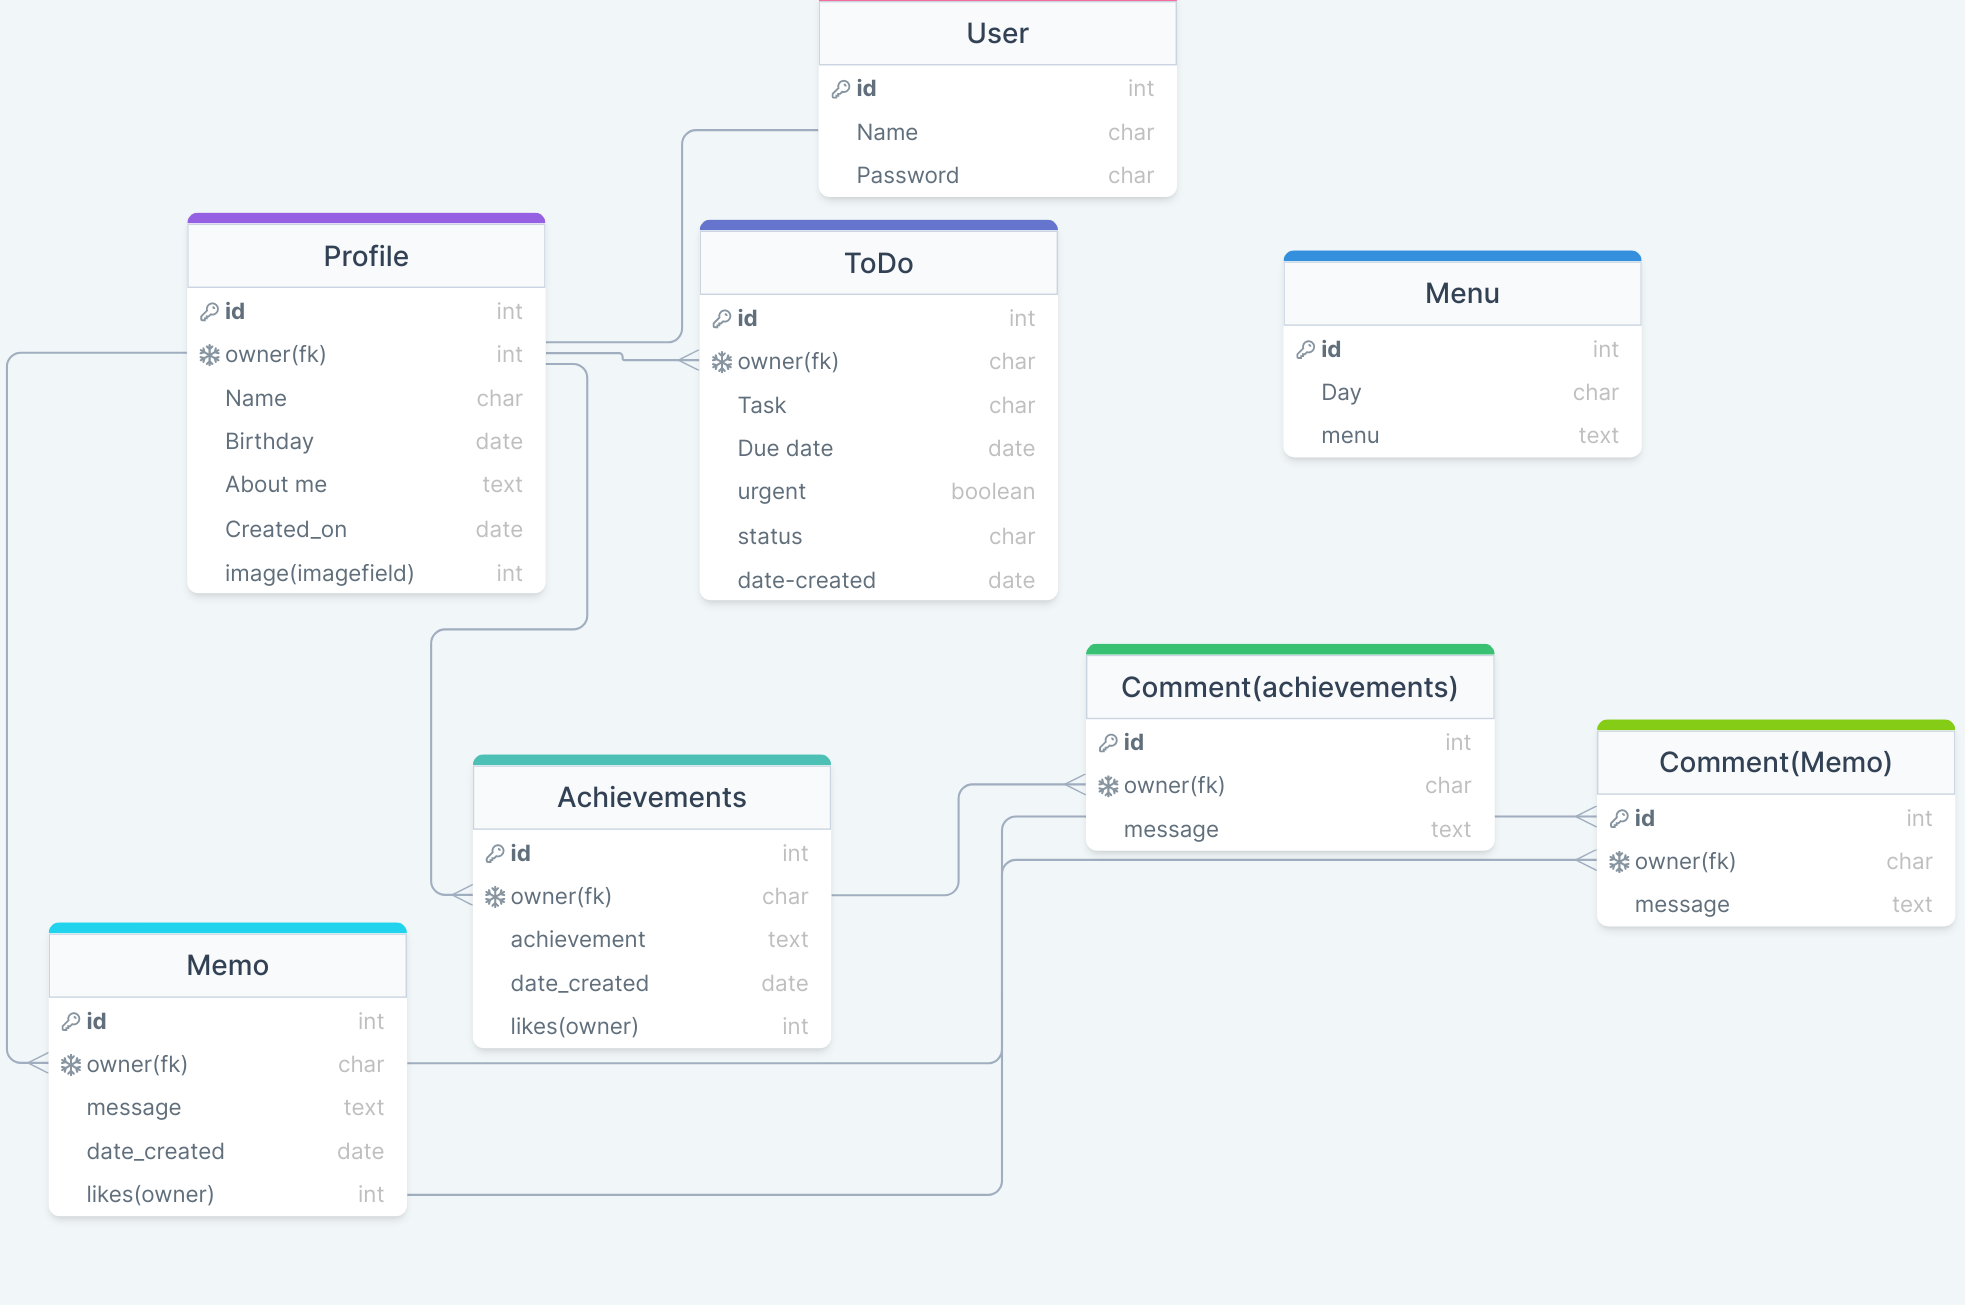 User
id int
Name char
Password char
Profile
id int
owner(fk) int
Name char
Birthday date
About me text
Created_on date
image(imagefield) int
ToDo
id int
owner(fk) char
Task char
Due date date
urgent boolean
status char
date-created date
Menu
id int
Day char
menu text
Comment(achievements)
id int
owner(fk) char
message text
Comment(Memo)
id int
owner(fk) char
message text
Achievements
id int
owner(fk) char
achievement text
date_created date
likes(owner) int
Memo
id int
owner(fk) char
message text
date_created date
likes(owner) int